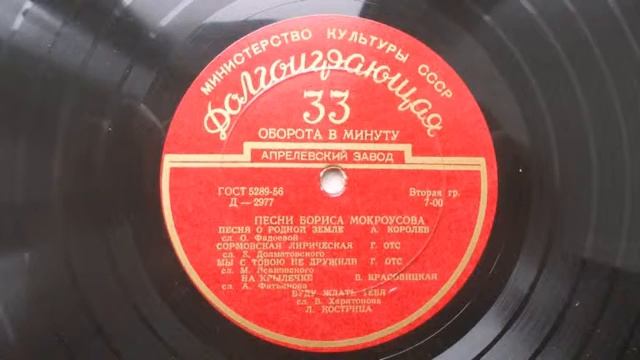 МИНИСТЕРСТВО КУЛЬТУРЫ СССР
Долгоиграющая
33
ОБОРОТА В МИНУТУ
АПРЕЛЕВСКИЙ ЗАВОД
ГОСТ 5289-56 Вторая гр.
Д — 2977 7-00
ПЕСНИ БОРИСА МОКРОУСОВА
ПЕСНЯ О РОДНОЙ ЗЕМЛЕ А. КОРОЛЕВ
сл. О. Фадеевой
СОРМОВСКАЯ ЛИРИЧЕСКАЯ Г. ОТС
сл. Е. Долматовского
МЫ С ТОБОЮ НЕ ДРУЖИЛИ Г. ОТС
сл. М. Исаковского
НА КРЫЛЕЧКЕ В. КРАСОВИЦКАЯ
сл. А. Фатьянова
БУДУ ЖДАТЬ ТЕБЯ
сл. В. Харитонова
Л. КОСТРИЦА